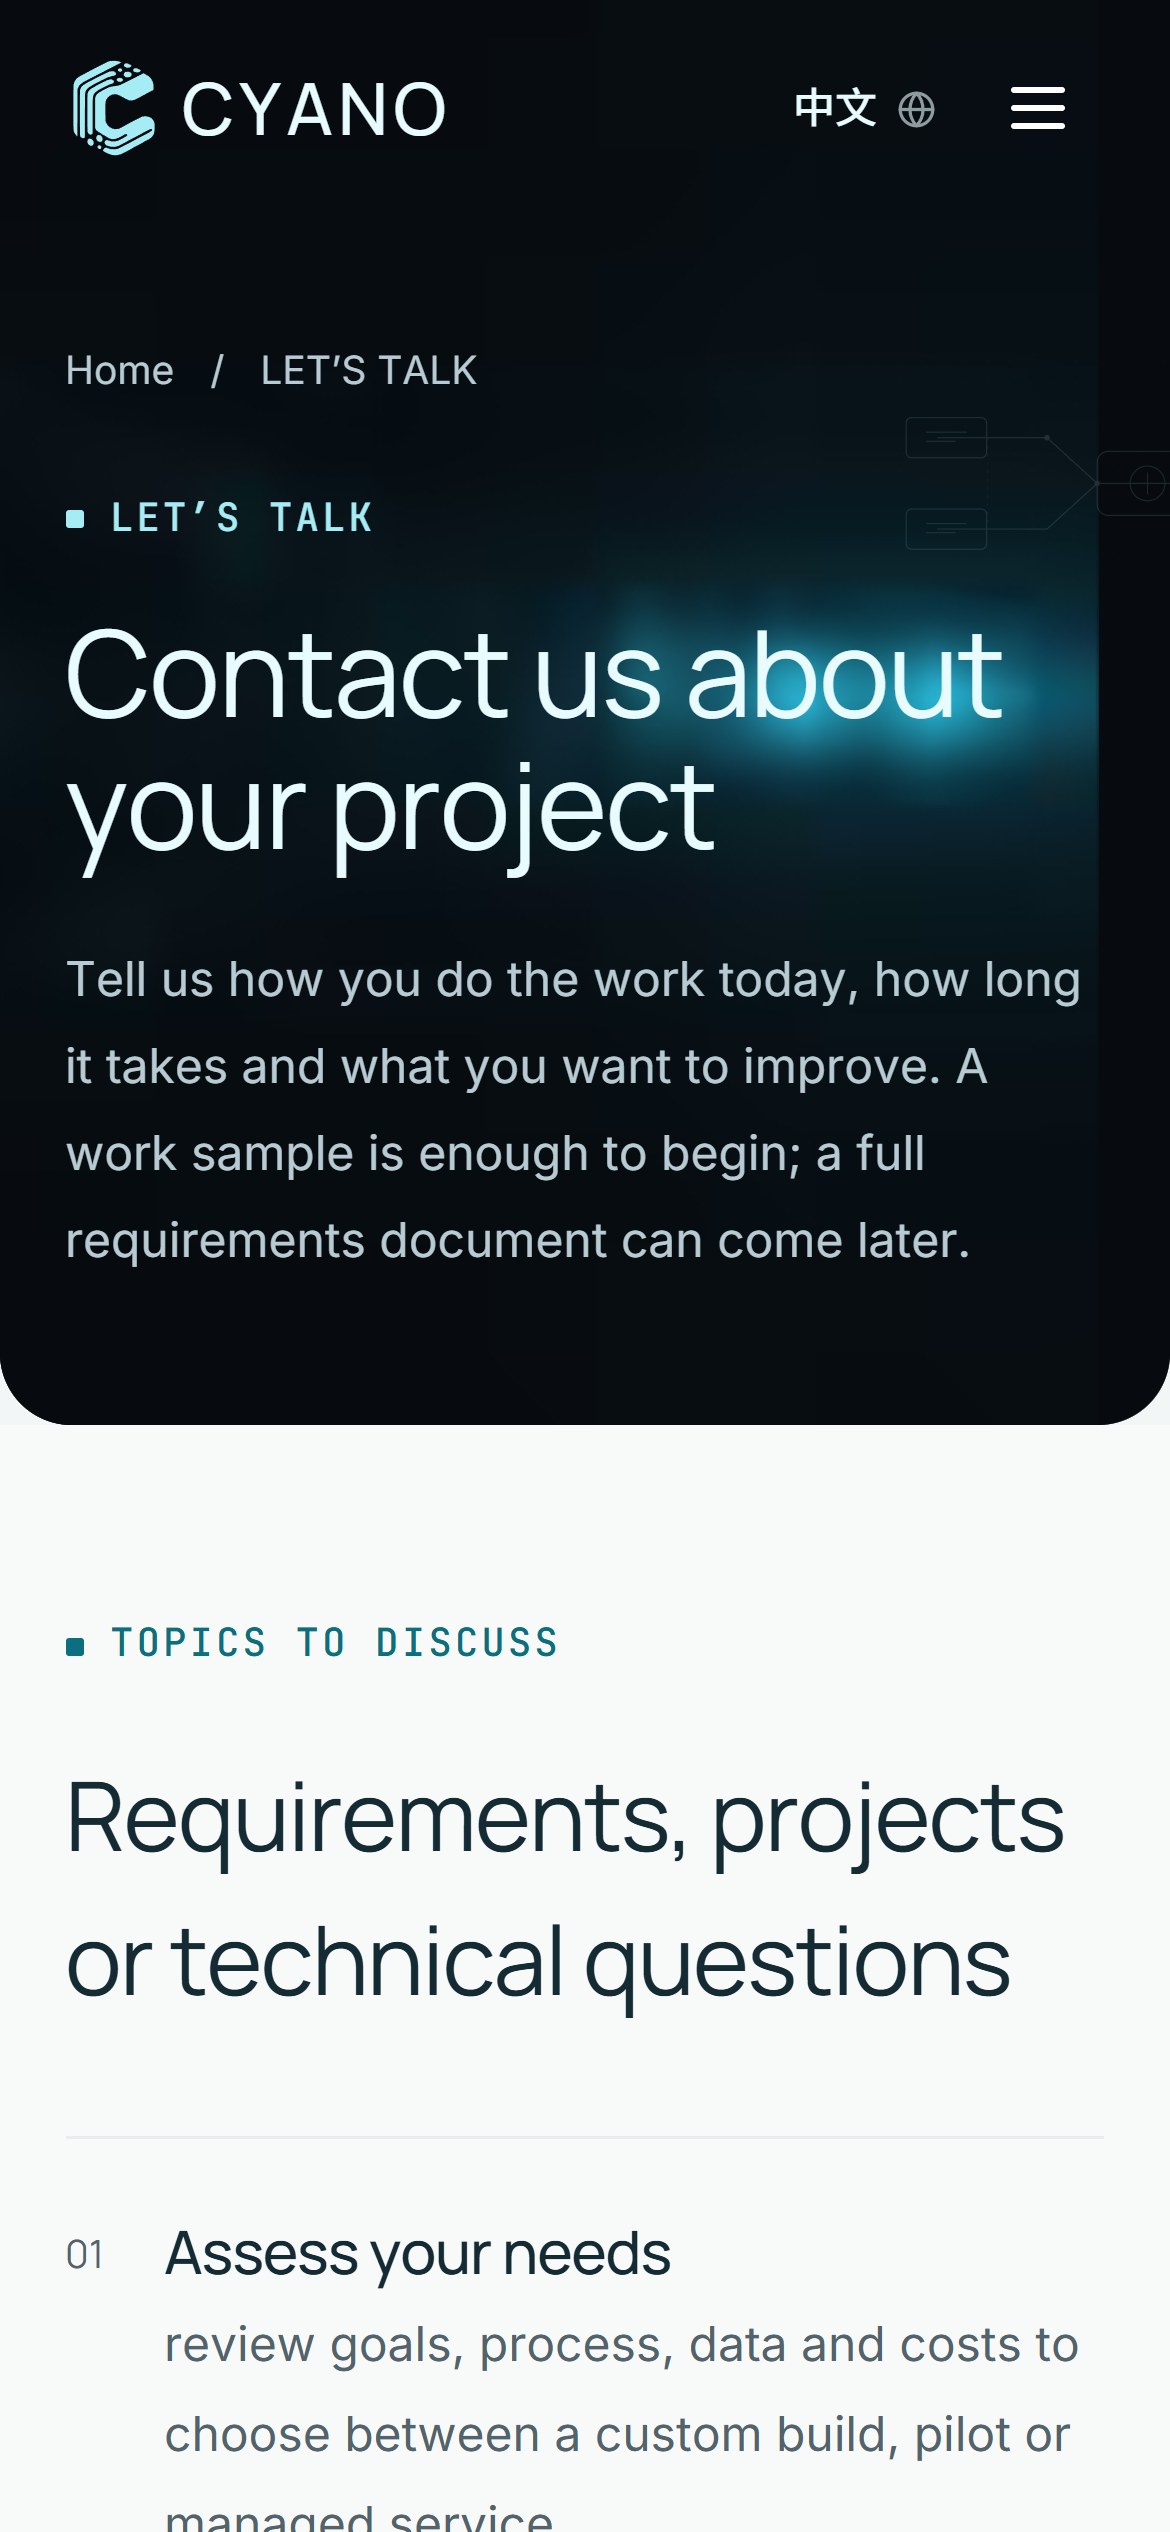 CYANO
中文
Home / LET’S TALK
LET’S TALK
Contact us about
your project
Tell us how you do the work today, how long
it takes and what you want to improve. A
work sample is enough to begin; a full
requirements document can come later.
TOPICS TO DISCUSS
Requirements, projects
or technical questions
01 Assess your needs
review goals, process, data and costs to
choose between a custom build, pilot or
managed service